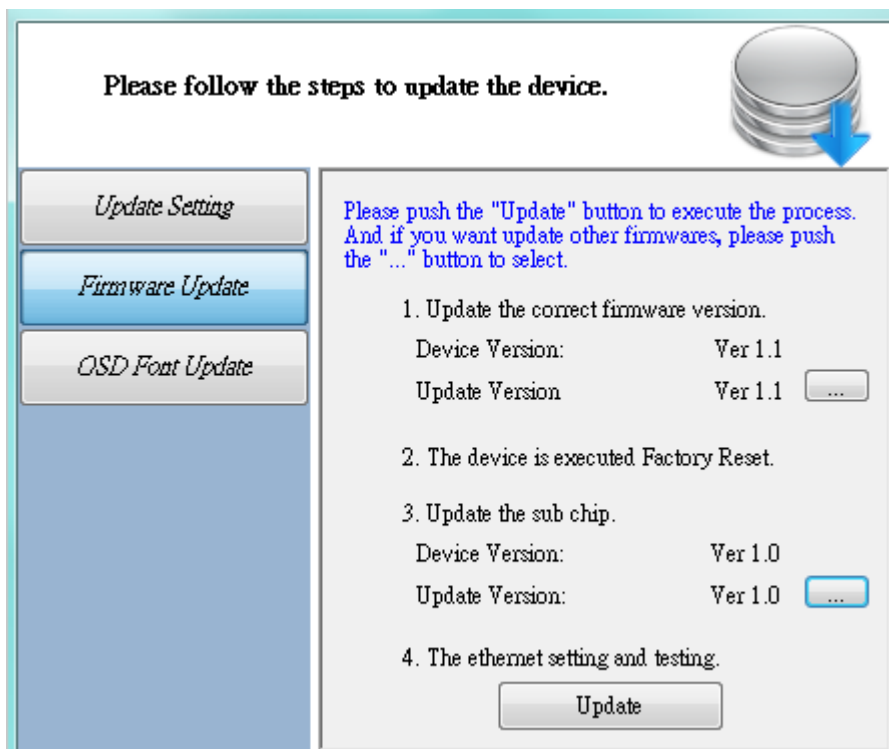 Please follow the steps to update the device.
Update Setting
Firmware Update
OSD Font Update
Please push the "Update" button to execute the process.
And if you want update other firmwares, please push
the "..." button to select.
1. Update the correct firmware version.
Device Version: Ver 1.1
Update Version Ver 1.1 ...
2. The device is executed Factory Reset.
3. Update the sub chip.
Device Version: Ver 1.0
Update Version: Ver 1.0 ...
4. The ethernet setting and testing.
Update